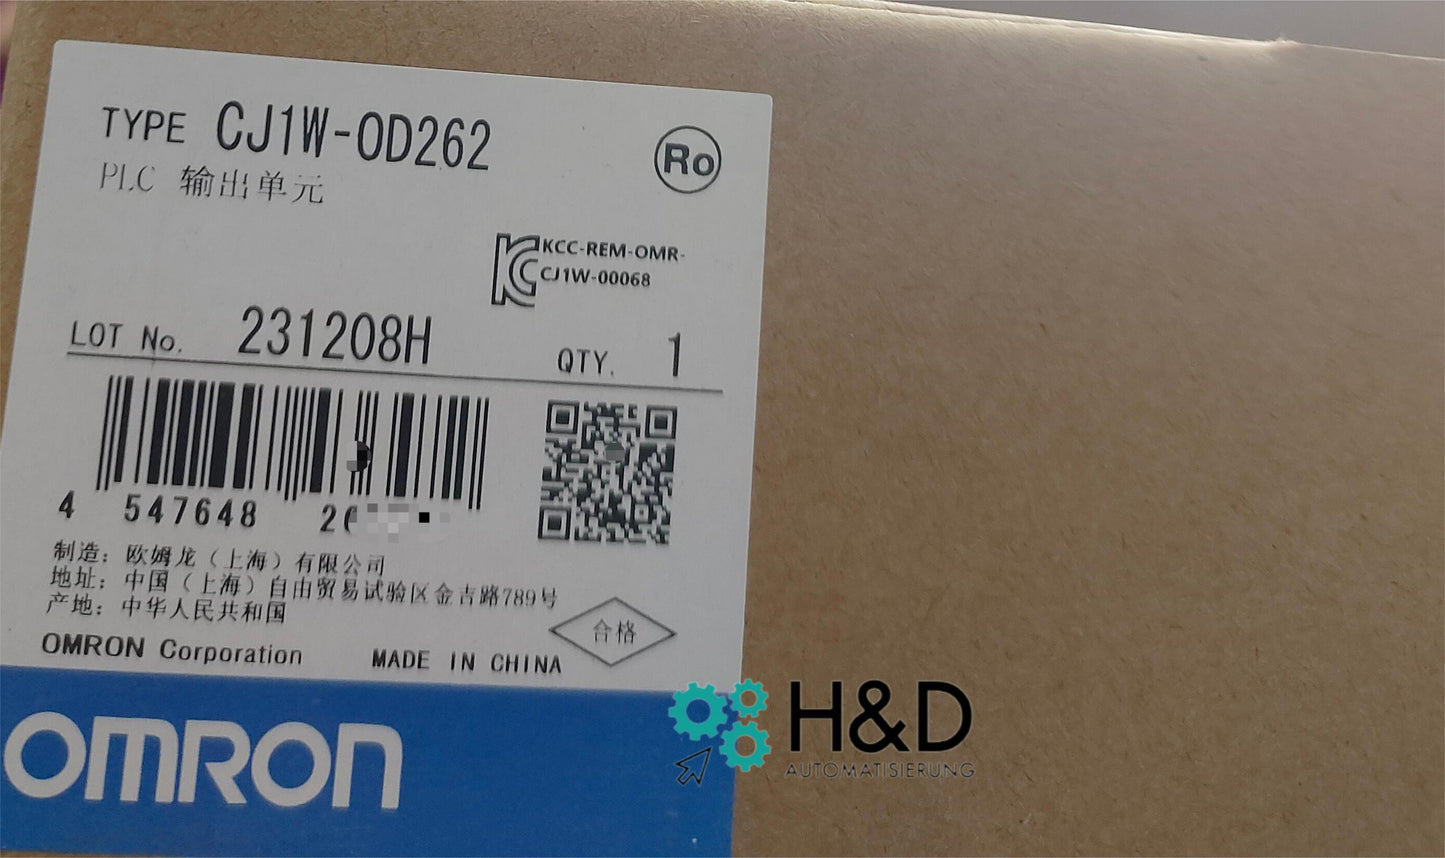 TYPE CJ1W-OD262
PLC 输出单元
Ro
KCC-REM-OMR-
CJ1W-00068
LOT No. 231208H
QTY. 1
4 547648 20
制造：欧姆龙（上海）有限公司
地址：中国（上海）自由贸易试验区金吉路789号
产地：中华人民共和国
合格
OMRON Corporation MADE IN CHINA
OMRON
H&D
AUTOMATISIERUNG